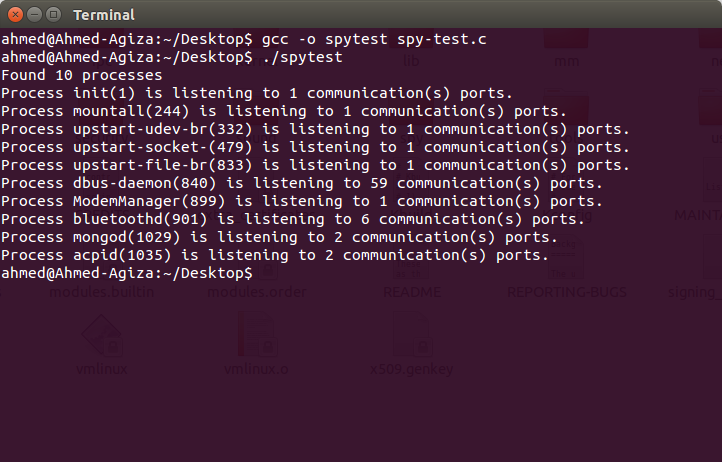 Terminal
ahmed@Ahmed-Agiza:~/Desktop$ gcc -o spytest spy-test.c
ahmed@Ahmed-Agiza:~/Desktop$ ./spytest
lib
mm
Found 10 processes
Process init(1) is listening to 1 communication(s) ports.
Process mountall(244) is listening to 1 communication(s) ports.
Process upstart-udev-br(332) is listening to 1 communication(s) ports.
Process upstart-socket-(479) is listening to 1 communication(s) ports.
Process upstart-file-br(833) is listening to 1 communication(s) ports.
Process dbus-daemon(840) is listening to 59 communication(s) ports.
Process ModemManager(899) is listening to 1 communication(s) ports.
Process bluetoothd(901) is listening to 6 communication(s) ports.
MAINT
Process mongod(1029) is listening to 2 communication(s) ports.
Process acpid(1035) is listening to 2 communication(s) ports.
ahmed@Ahmed-Agiza:~/Desktop$
modules.builtin modules.order README REPORTING-BUGS signing_
vmlinux vmlinux.o x509.genkey